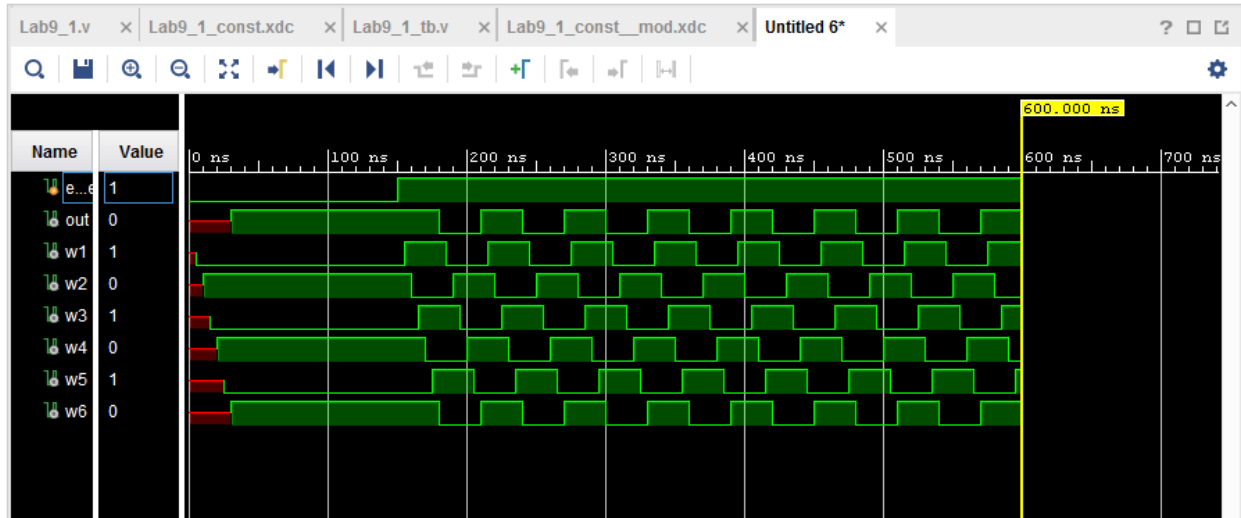 Lab9_1.v × Lab9_1_const.xdc × Lab9_1_tb.v × Lab9_1_const__mod.xdc × Untitled 6* ×
600.000 ns
Name Value 0 ns 100 ns 200 ns 300 ns 400 ns 500 ns 600 ns 700 ns
e...e 1
out 0
w1 1
w2 0
w3 1
w4 0
w5 1
w6 0